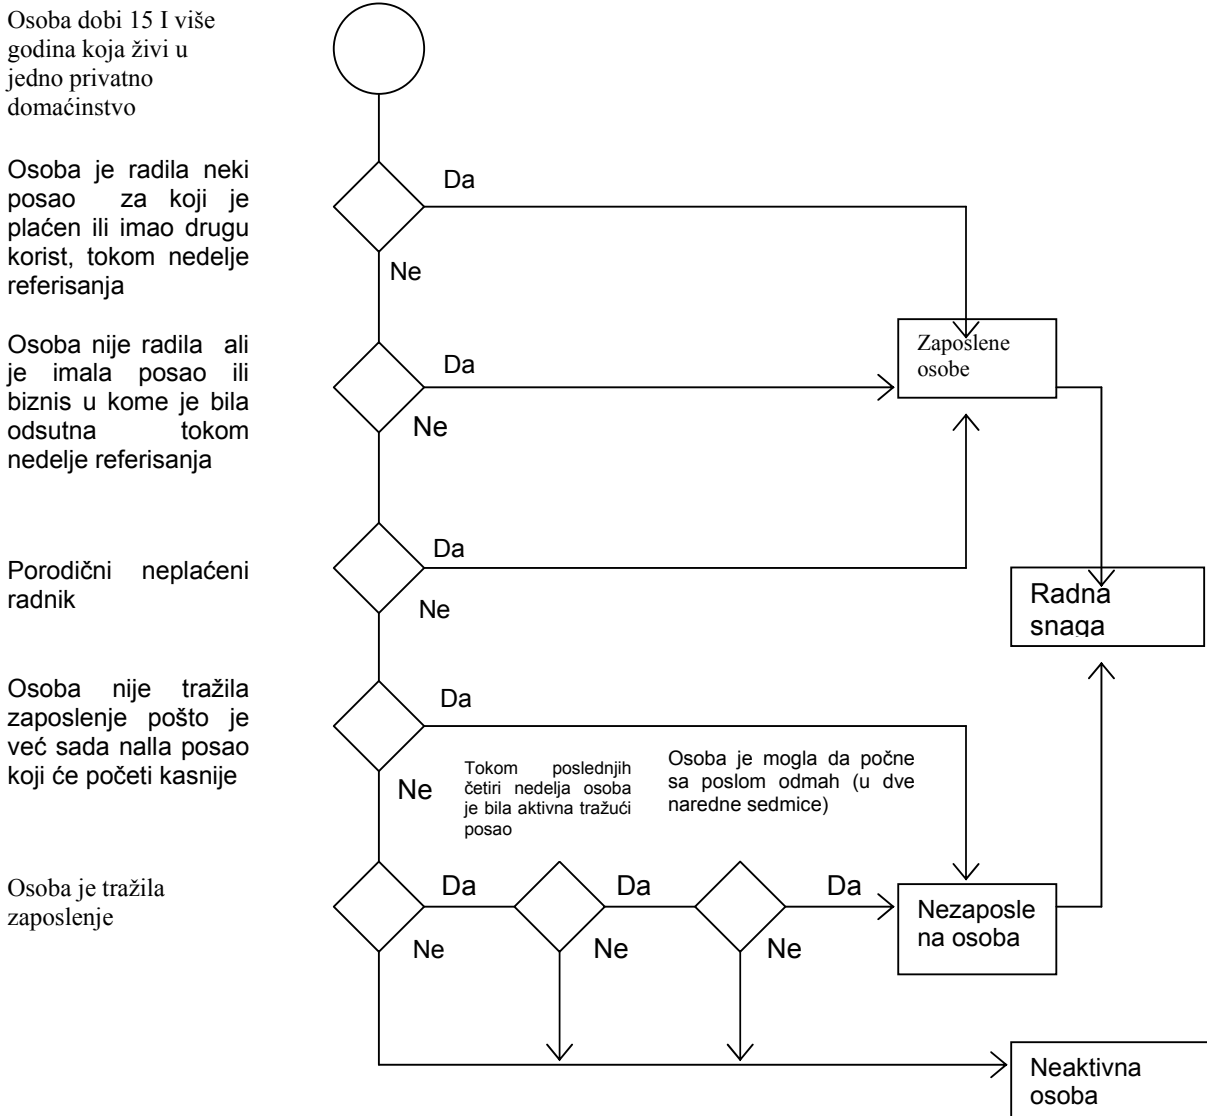 Osoba dobi 15 I više
godina koja živi u
jedno privatno
domaćinstvo
Osoba je radila neki
posao za koji je
plaćen ili imao drugu
korist, tokom nedelje
referisanja
Da
Ne
Osoba nije radila ali
je imala posao ili
biznis u kome je bila
odsutna tokom
nedelje referisanja
Da
Ne
Zaposlene
osobe
Porodični neplaćeni
radnik
Da
Ne
Radna
snaga
Osoba nije tražila
zaposlenje pošto je
već sada nalla posao
koji će početi kasnije
Da
Ne
Tokom poslednjih
četiri nedelja osoba
je bila aktivna tražući
posao
Osoba je mogla da počne
sa poslom odmah (u dve
naredne sedmice)
Osoba je tražila
zaposlenje
Da
Da
Da
Ne
Ne
Ne
Nezaposle
na osoba
Neaktivna
osoba